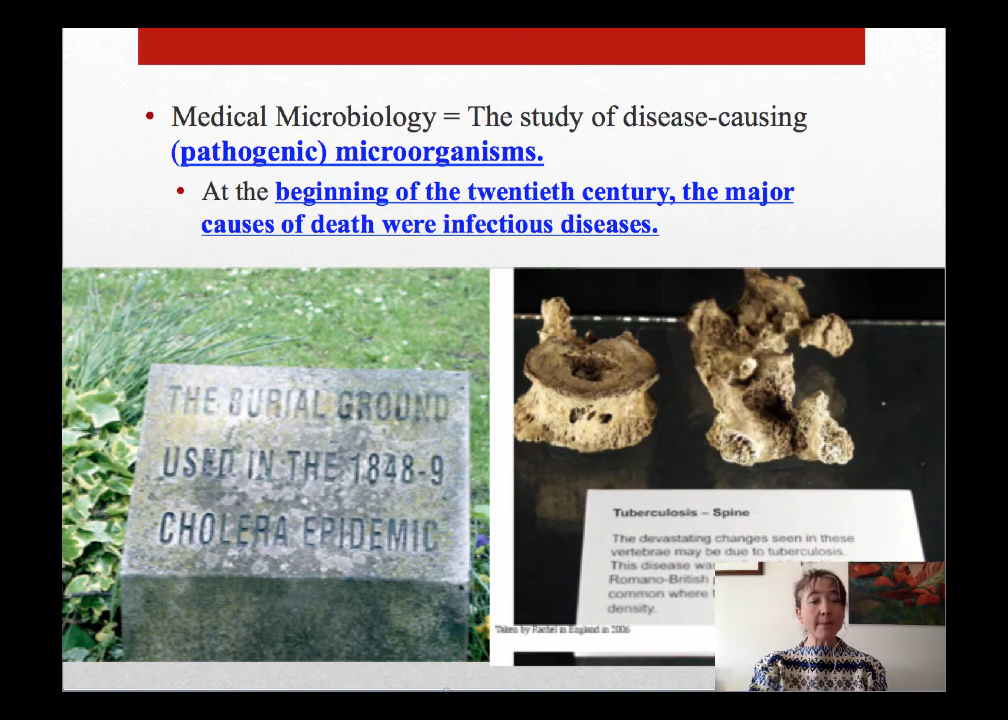 Medical Microbiology = The study of disease-causing
(pathogenic) microorganisms.
At the beginning of the twentieth century, the major
causes of death were infectious diseases.
THE BURIAL GROUND
USED IN THE 1848-9
CHOLERA EPIDEMIC
Tuberculosis – Spine
The devastating changes seen in these
vertebrae may be due to tuberculosis.
This disease was
Romano-British
common where
density.
Taken by Rachel in England in 2006